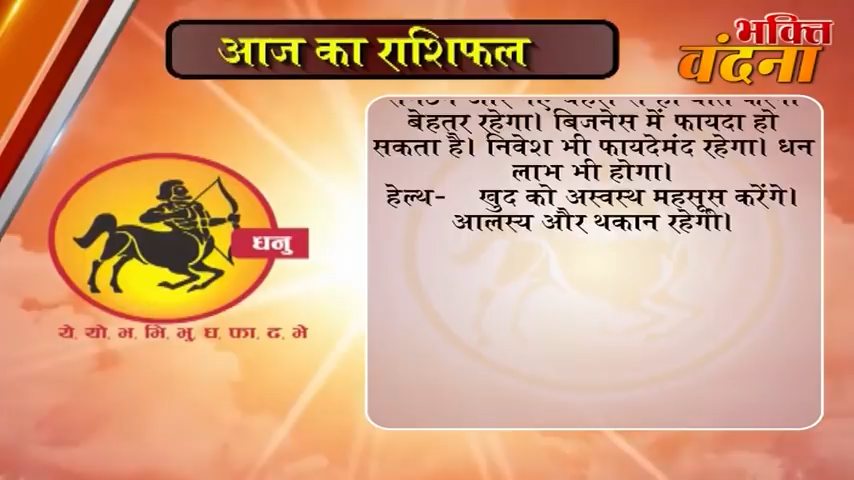 आज का राशिफल
भक्ति
वंदना
बेहतर रहेगा। बिजनेस में फायदा हो
सकता है। निवेश भी फायदेमंद रहेगा। धन
लाभ भी होगा।
हेल्थ- खुद को अस्वस्थ महसूस करेंगे।
आलस्य और थकान रहेगी।
धनु
ये, यो, भ, भि, भु, ध, फा, ढ, भे